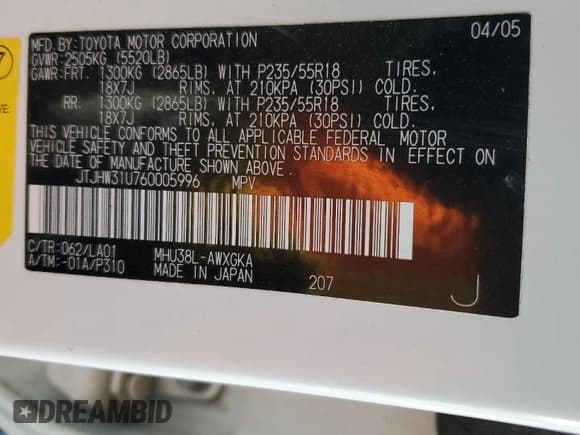 MFD.BY:TOYOTA MOTOR CORPORATION 04/05
GVWR:2505KG (5520LB)
GAWR:FRT. 1300KG (2865LB) WITH P235/55R18 TIRES,
18X7J RIMS, AT 210KPA (30PSI) COLD.
RR. 1300KG (2865LB) WITH P235/55R18 TIRES,
18X7J RIMS, AT 210KPA (30PSI) COLD.
THIS VEHICLE CONFORMS TO ALL APPLICABLE FEDERAL MOTOR
VEHICLE SAFETY AND THEFT PREVENTION STANDARDS IN EFFECT ON
THE DATE OF MANUFACTURE SHOWN ABOVE.
JTJHW31U760005996 MPV
C/TR:062/LA01 MHU38L-AWXGKA
A/TM:-01A/P310 MADE IN JAPAN 207
J
7
VE:
DREAMBID